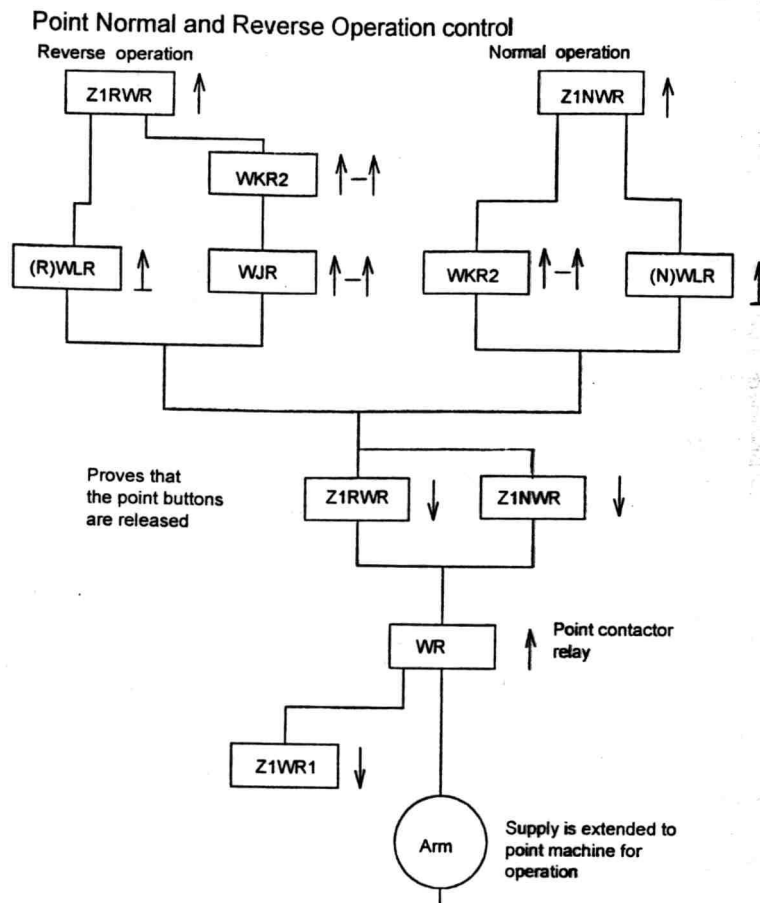 Point Normal and Reverse Operation control
Reverse operation
Normal operation
Z1RWR
Z1NWR
WKR2
(R)WLR
WJR
WKR2
(N)WLR
Proves that
the point buttons
are released
Z1RWR
Z1NWR
WR
Point contactor
relay
Z1WR1
Arm
Supply is extended to
point machine for
operation